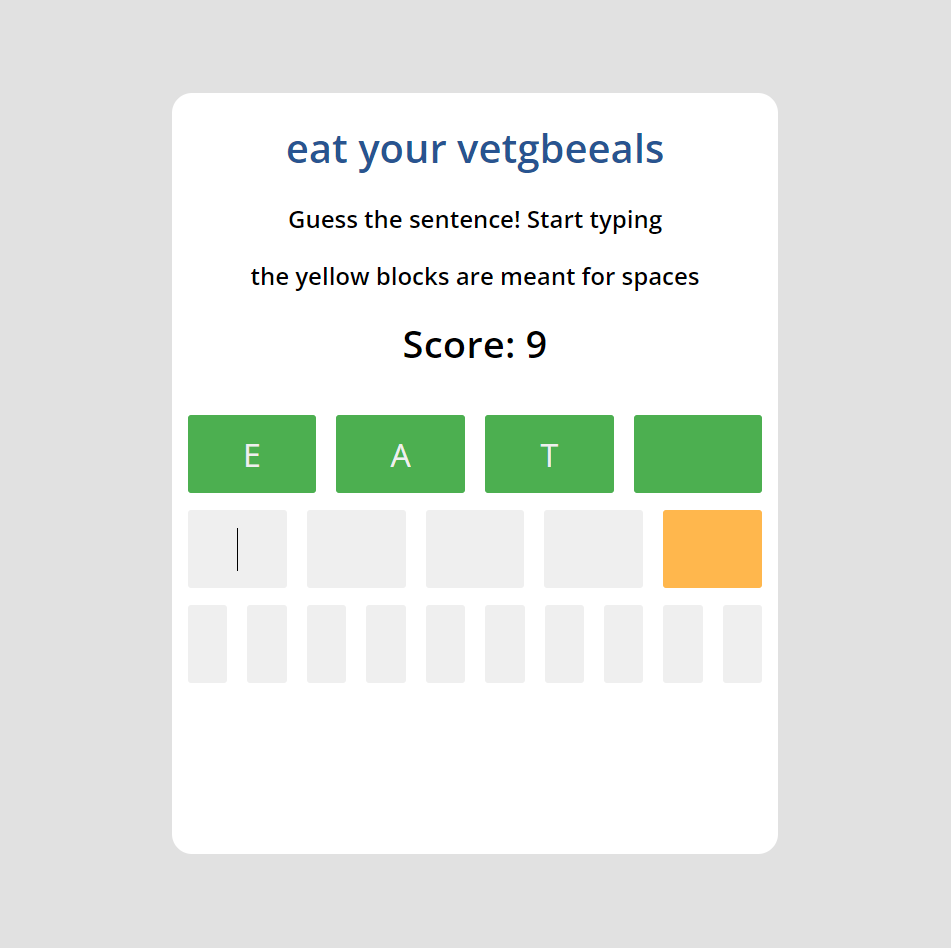 eat your vetgbeeals
Guess the sentence! Start typing
the yellow blocks are meant for spaces
Score: 9
E A T